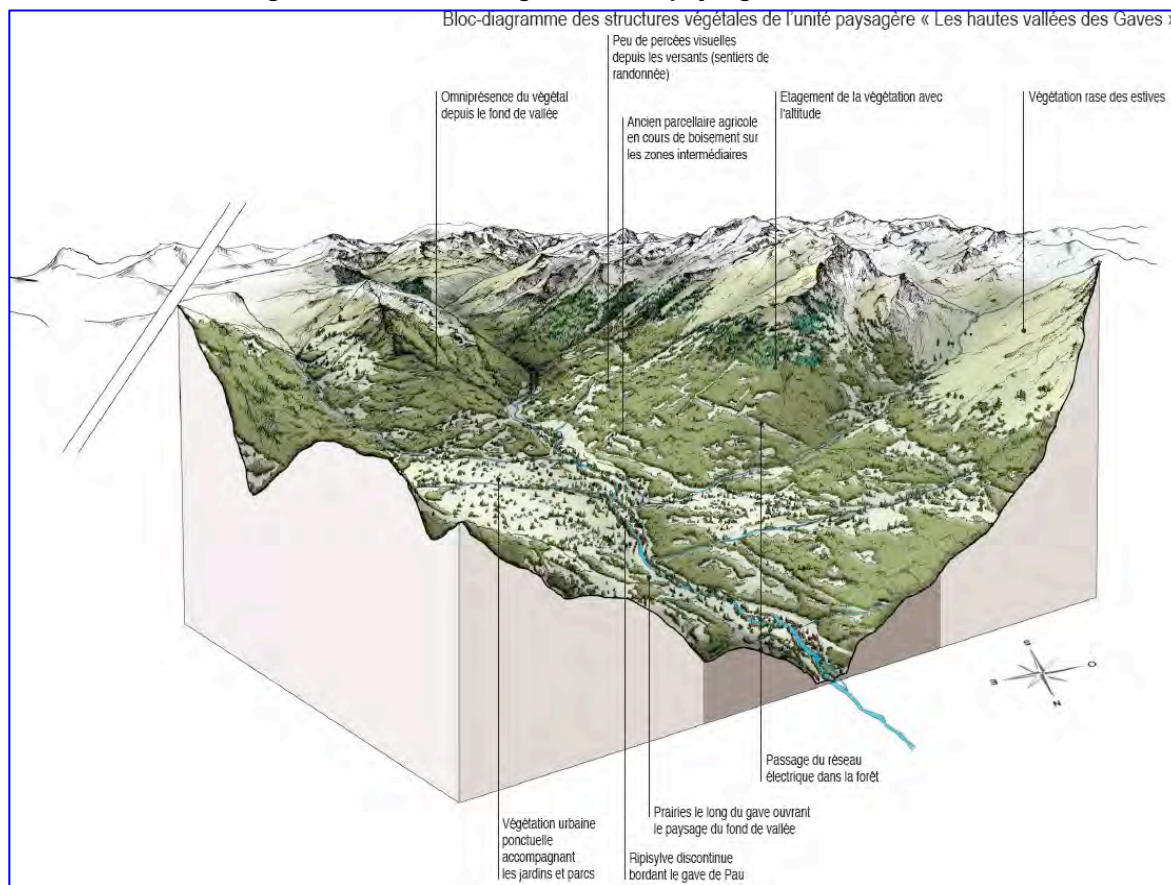 Bloc-diagramme des structures végétales de l'unité paysagère « Les hautes vallées des Gaves »
Peu de percées visuelles
depuis les versants (sentiers de
randonnée)
Omniprésence du végétal
depuis le fond de vallée
Ancien parcellaire agricole
en cours de boisement sur
les zones intermédiaires
Etagement de la végétation avec
l'altitude
Végétation rase des estives
S
O
E
N
Passage du réseau
électrique dans la forêt
Prairies le long du gave ouvrant
le paysage du fond de vallée
Végétation urbaine
ponctuelle
accompagnant
les jardins et parcs
Ripisylve discontinue
bordant le gave de Pau